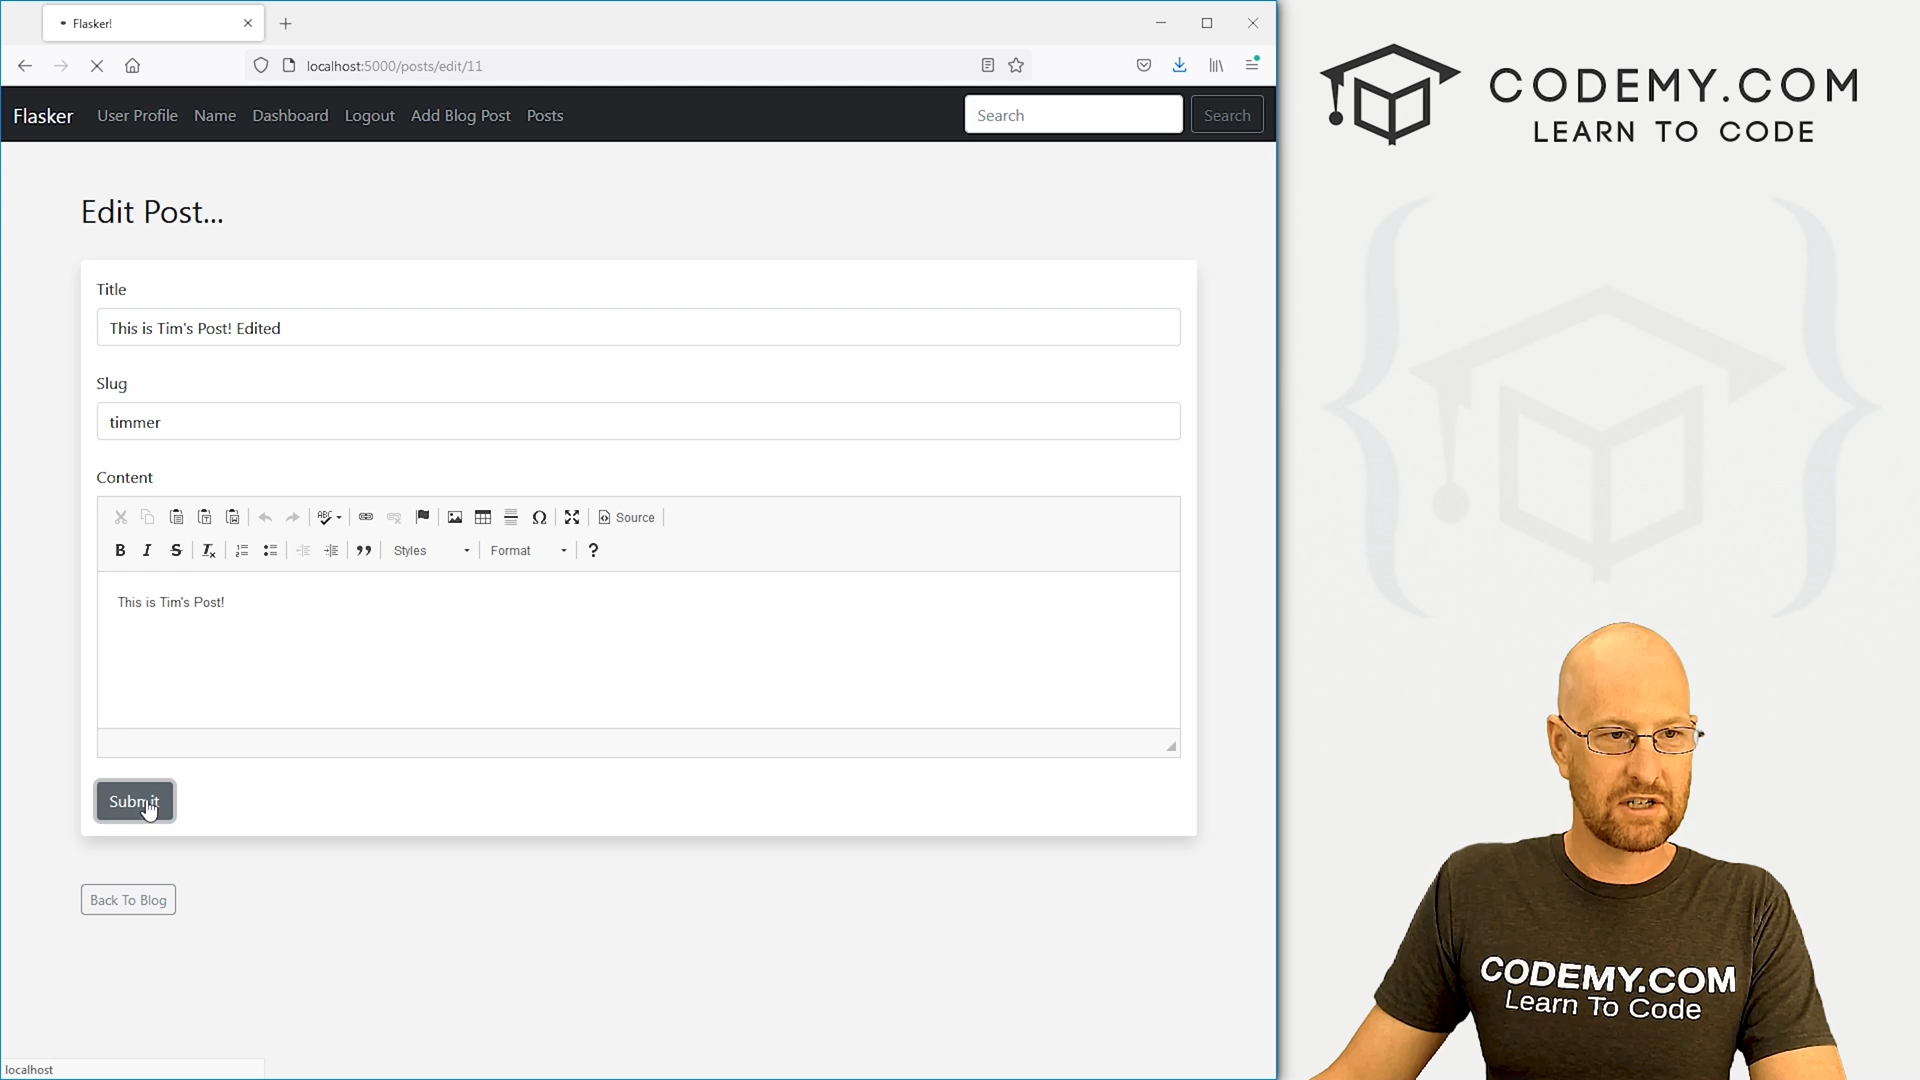 Flasker!
localhost:5000/posts/edit/11
Flasker User Profile Name Dashboard Logout Add Blog Post Posts Search Search
Edit Post...
Title
This is Tim's Post! Edited
Slug
timmer
Content
ABC Source
B I S Styles Format ?
This is Tim's Post!
Submit
Back To Blog
localhost
CODEMY.COM
LEARN TO CODE
CODEMY.COM
Learn To Code